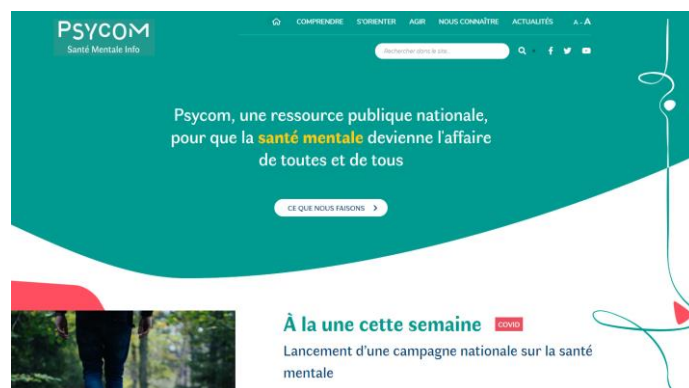 PSYCOM
Santé Mentale Info
COMPRENDRE S'ORIENTER AGIR NOUS CONNAÎTRE ACTUALITÉS A - A
Rechercher dans le site...
Psycom, une ressource publique nationale,
pour que la santé mentale devienne l'affaire
de toutes et de tous
CE QUE NOUS FAISONS >
À la une cette semaine COVID
Lancement d'une campagne nationale sur la santé
mentale